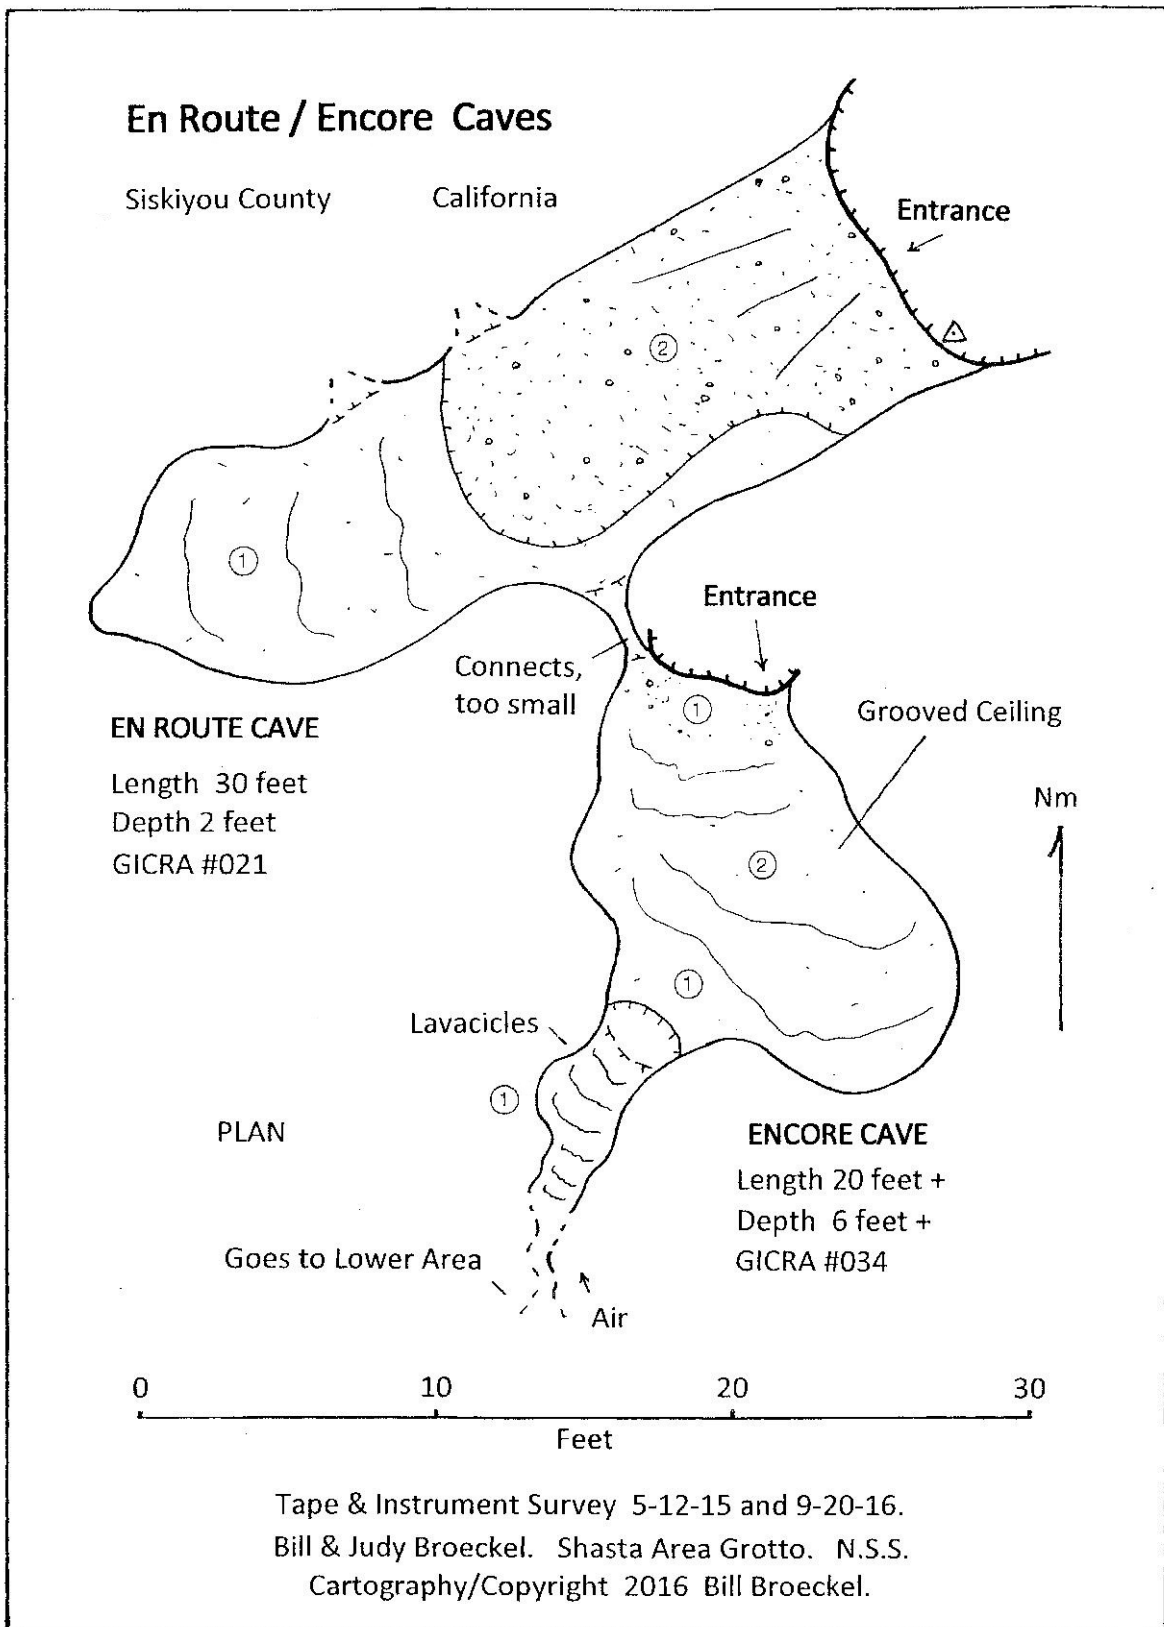 En Route / Encore Caves
Siskiyou County California
Entrance
2
1
Entrance
Connects,
too small
1
Grooved Ceiling
EN ROUTE CAVE
Length 30 feet
Depth 2 feet
GICRA #021
Nm
2
1
Lavacicles
1
PLAN
ENCORE CAVE
Length 20 feet +
Depth 6 feet +
GICRA #034
Goes to Lower Area
Air
0 10 20 30
Feet
Tape & Instrument Survey 5-12-15 and 9-20-16.
Bill & Judy Broeckel. Shasta Area Grotto. N.S.S.
Cartography/Copyright 2016 Bill Broeckel.